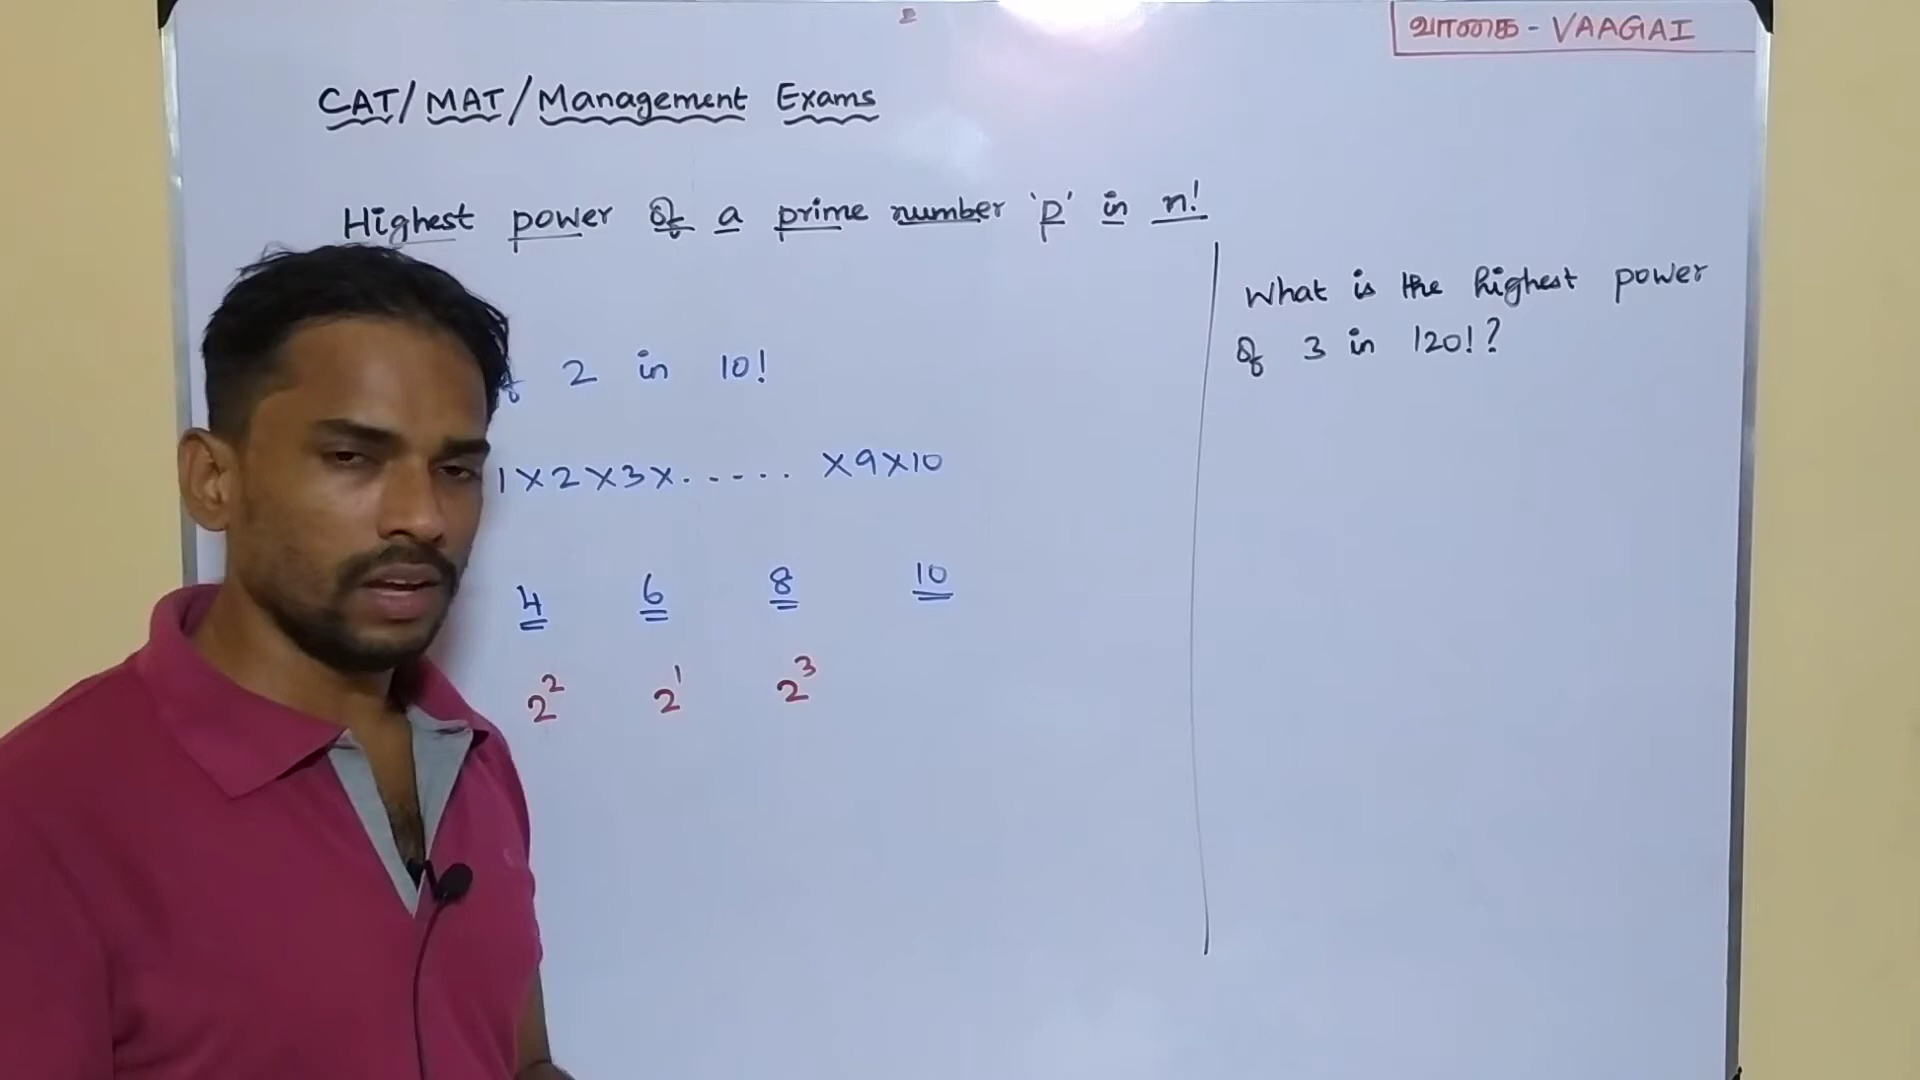 வாகை - VAAGAI
CAT/MAT/Management Exams
Highest power of a prime number 'p' in n!
2 in 10!
1 X 2 X 3 X ..... X 9 X 10
4 6 8 10
2² 2¹ 2³
What is the highest power
of 3 in 120!?